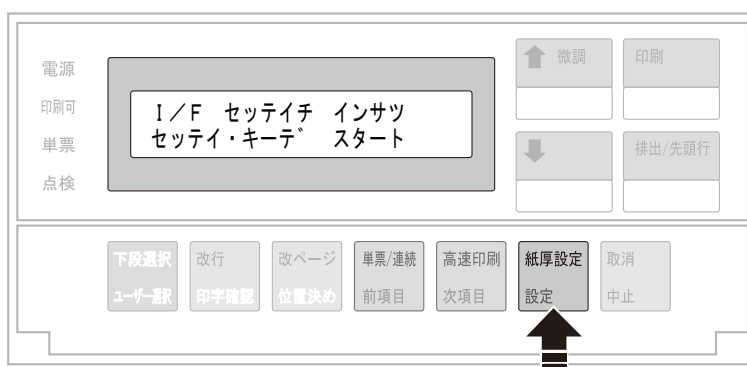 電源
印刷可
単票
点検
I／F セッテイチ インサツ
セッテイ・キーデ゛ スタート
微調
印刷
排出/先頭行
下段選択
ユーザー選択
改行
印字確認
改ページ
位置決め
単票/連続
前項目
高速印刷
次項目
紙厚設定
設定
取消
中止